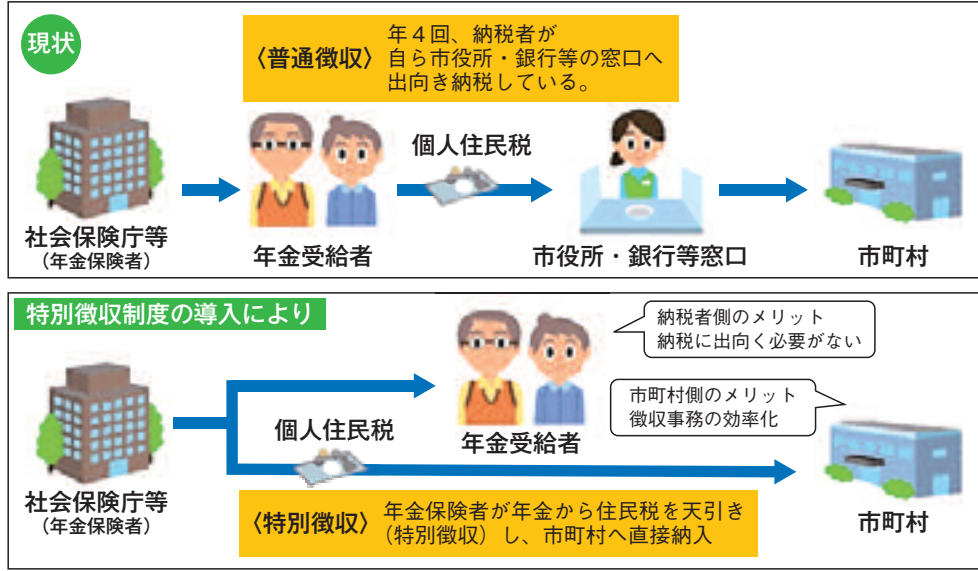 現状
〈普通徴収〉
年４回、納税者が
自ら市役所・銀行等の窓口へ
出向き納税している。
個人住民税
社会保険庁等
（年金保険者）
年金受給者
市役所・銀行等窓口
市町村
特別徴収制度の導入により
納税者側のメリット
納税に出向く必要がない
市町村側のメリット
徴収事務の効率化
個人住民税
年金受給者
社会保険庁等
（年金保険者）
〈特別徴収〉
年金保険者が年金から住民税を天引き
（特別徴収）し、市町村へ直接納入
市町村